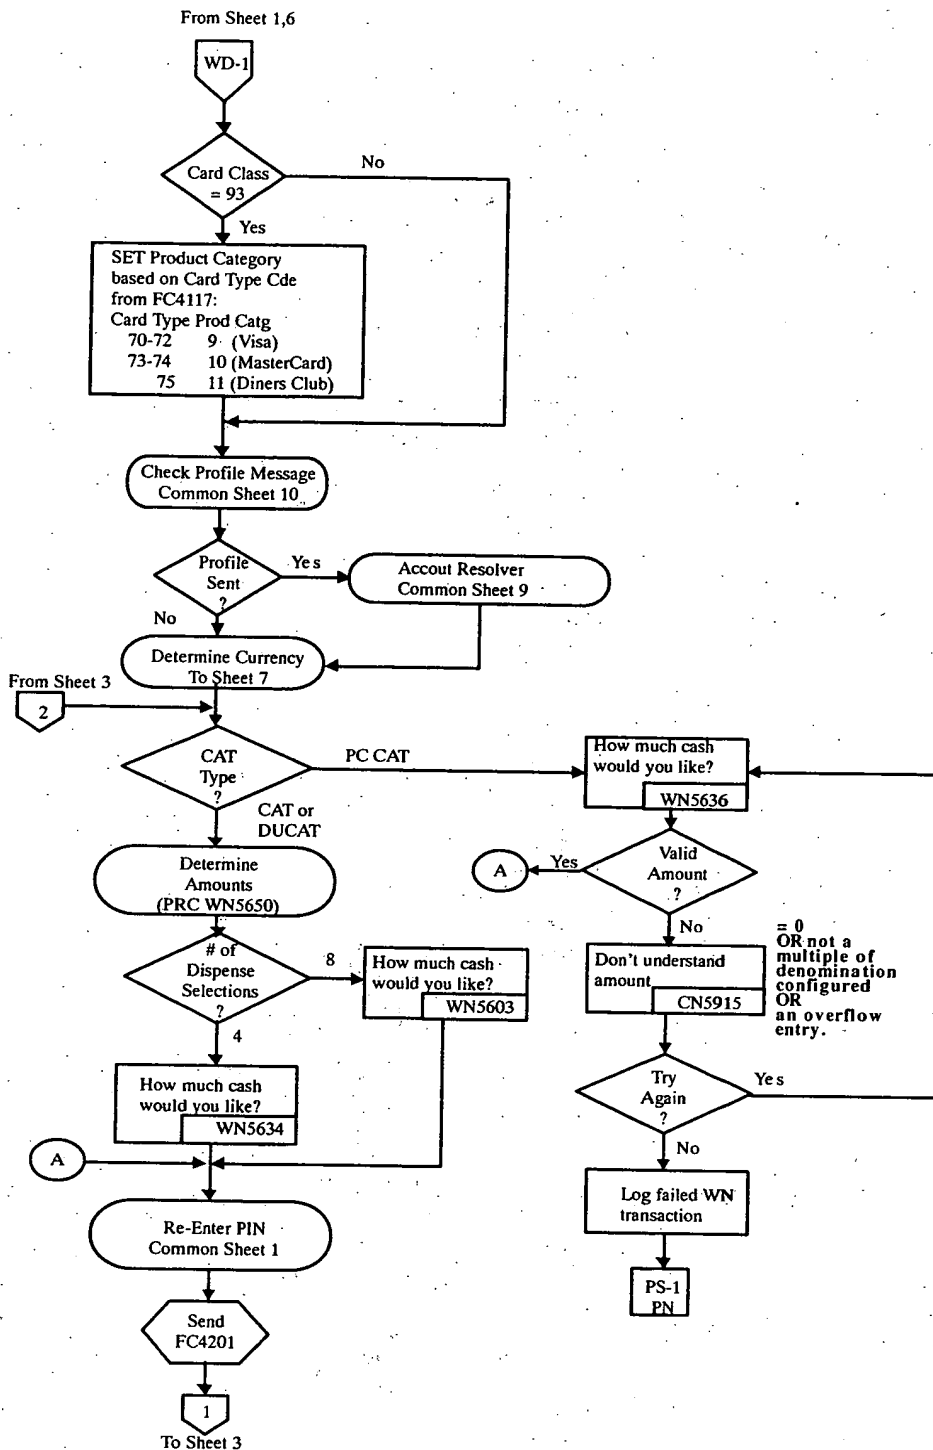 From Sheet 1,6
WD-1
Card Class
= 93
No
Yes
SET Product Category
based on Card Type Cde
from FC4117:
Card Type Prod Catg
70-72 9 (Visa)
73-74 10 (MasterCard)
75 11 (Diners Club)
Check Profile Message
Common Sheet 10
Profile
Sent
?
Yes
Accout Resolver
Common Sheet 9
No
Determine Currency
To Sheet 7
From Sheet 3
2
CAT
Type
?
PC CAT
CAT or
DUCAT
How much cash
would you like?
WN5636
Determine
Amounts
(PRC WN5650)
A
Yes
Valid
Amount
?
No
# of
Dispense
Selections
?
8
How much cash
would you like?
WN5603
4
Don't understand
amount
CN5915
= 0
OR not a
multiple of
denomination
configured
OR
an overflow
entry.
How much cash
would you like?
WN5634
Try
Again
?
Yes
No
A
Re-Enter PIN
Common Sheet 1
Log failed WN
transaction
PS-1
PN
Send
FC4201
1
To Sheet 3